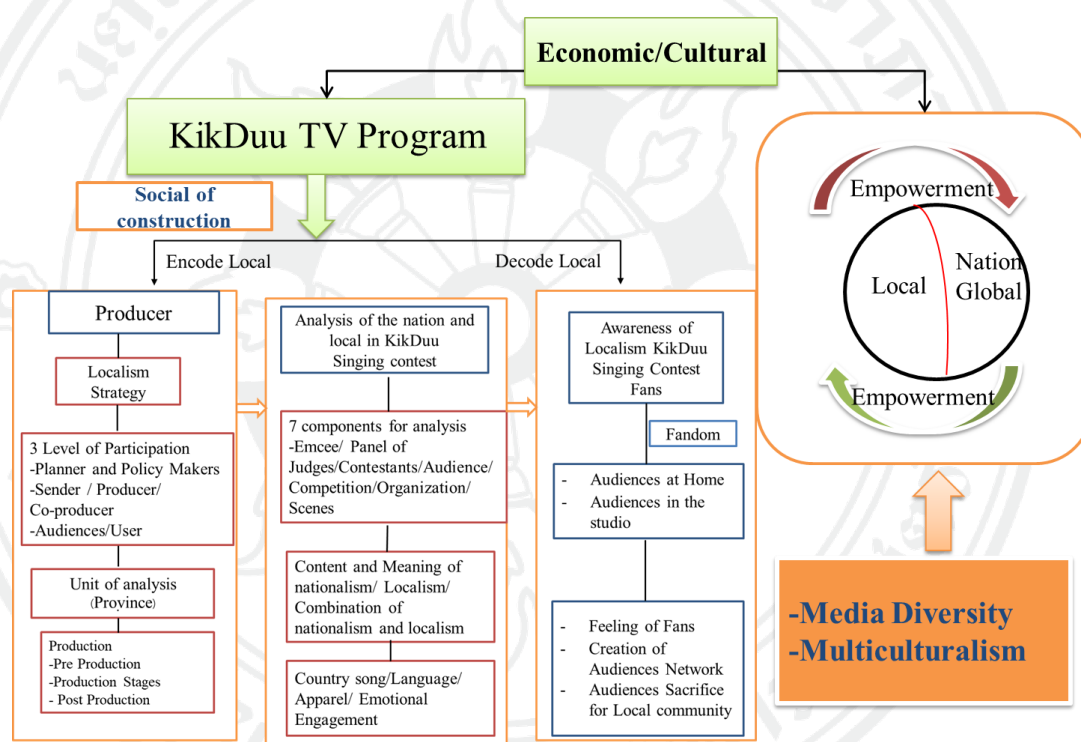 Economic/Cultural
KikDuu TV Program
Social of
construction
Encode Local
Decode Local
Producer
Localism
Strategy
3 Level of Participation
-Planner and Policy Makers
-Sender / Producer/
Co-producer
-Audiences/User
Unit of analysis
(Province)
Production
-Pre Production
-Production Stages
- Post Production
Analysis of the nation and
local in KikDuu
Singing contest
7 components for analysis
-Emcee/ Panel of
Judges/Contestants/Audience/
Competition/Organization/
Scenes
Content and Meaning of
nationalism/ Localism/
Combination of
nationalism and localism
Country song/Language/
Apparel/ Emotional
Engagement
Awareness of
Localism KikDuu
Singing Contest
Fans
Fandom
- Audiences at Home
- Audiences in the
studio
- Feeling of Fans
- Creation of
Audiences Network
- Audiences Sacrifice
for Local community
Empowerment
Local
Nation
Global
Empowerment
-Media Diversity
-Multiculturalism